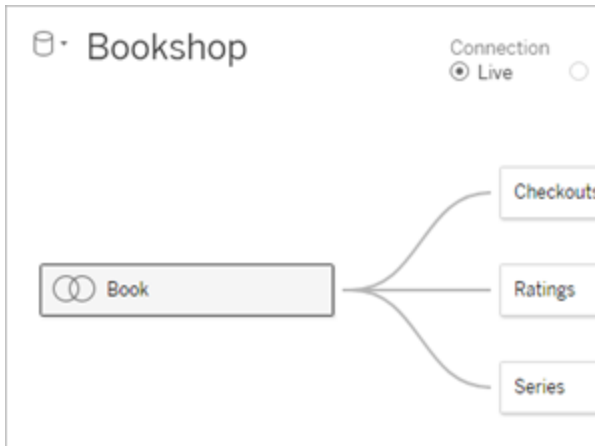 Bookshop
Connection
Live
Checkouts
Book
Ratings
Series